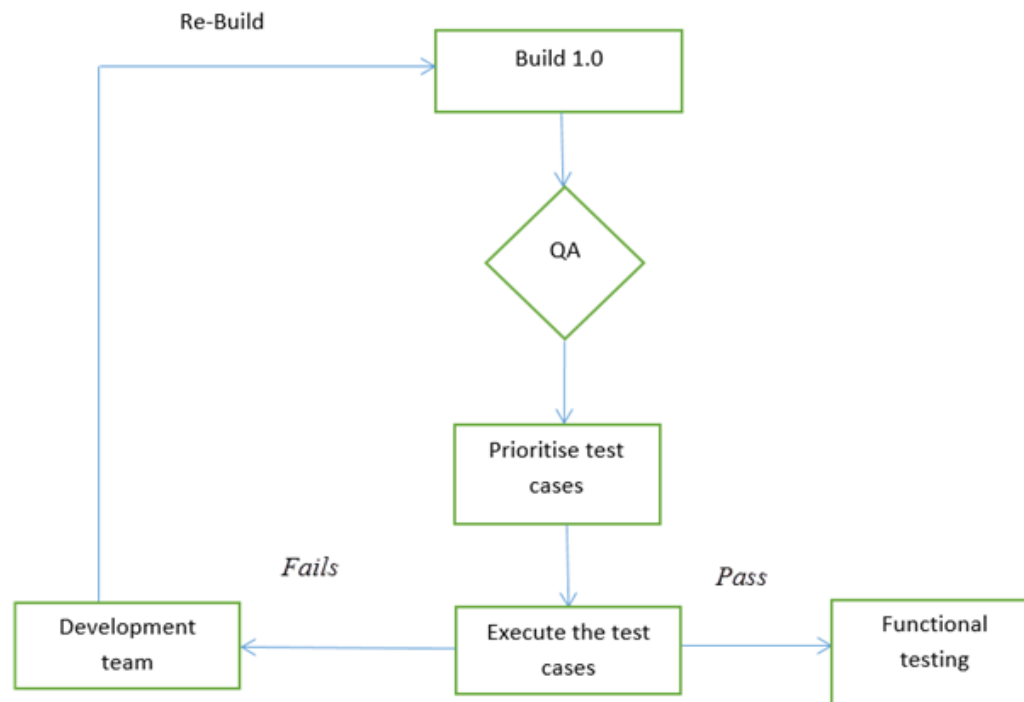 Re-Build
Build 1.0
QA
Prioritise test
cases
Fails
Pass
Development
team
Execute the test
cases
Functional
testing